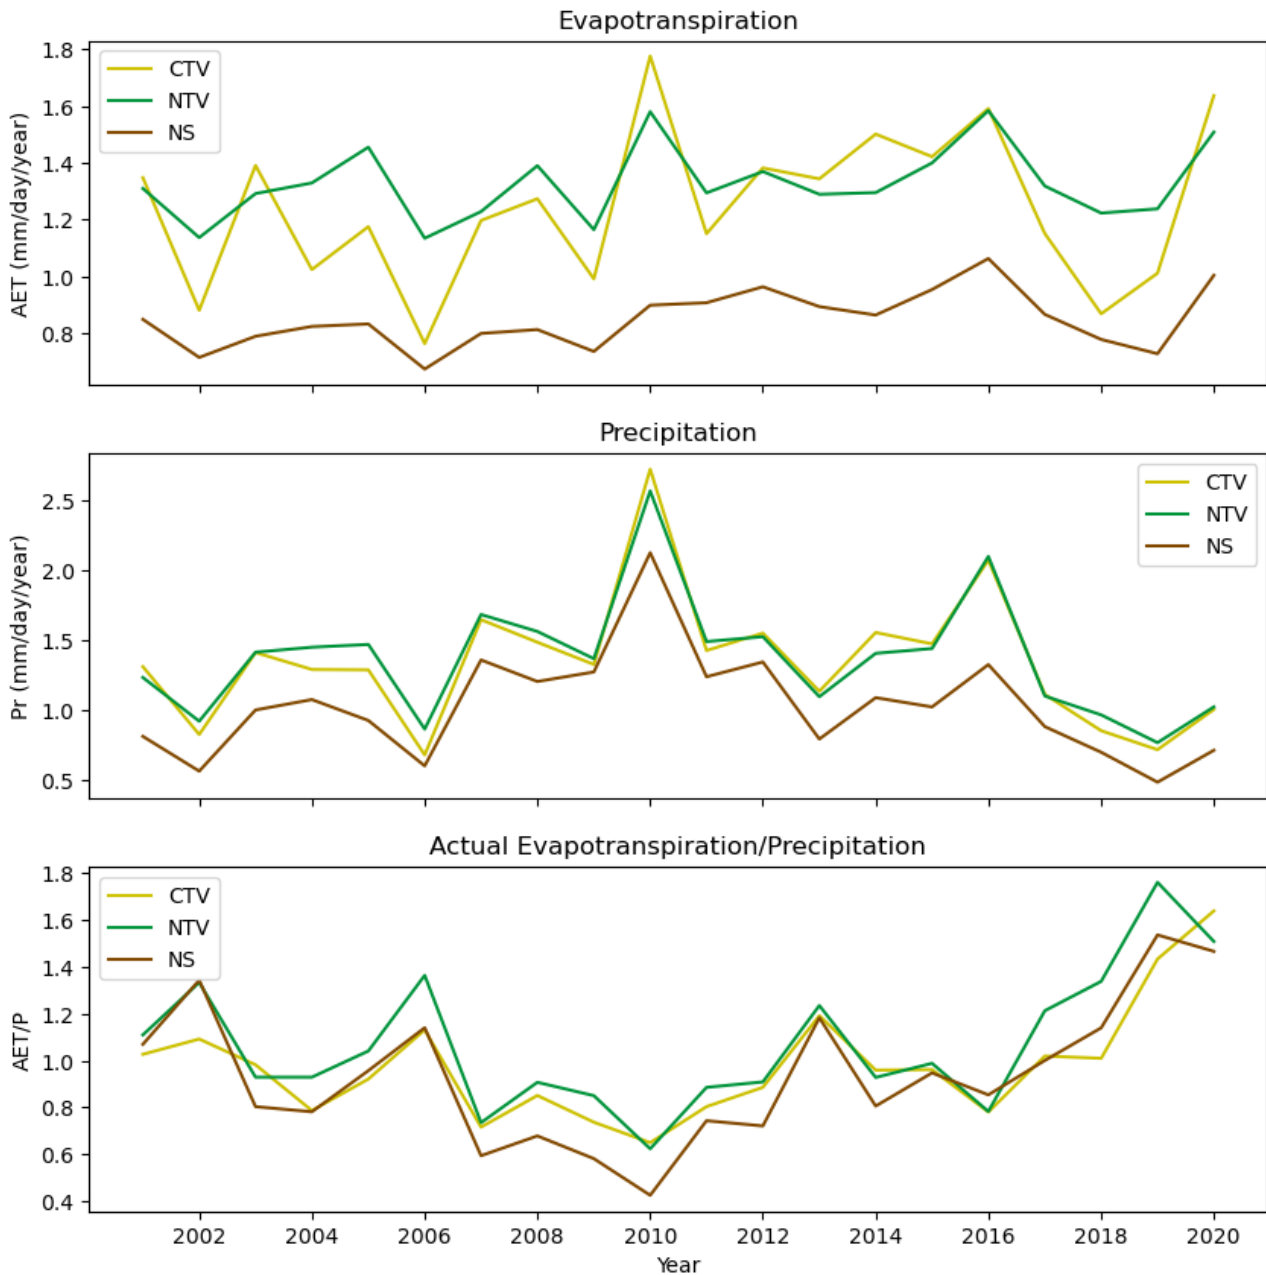 Evapotranspiration
AET (mm/day/year)
1.8
1.6
1.4
1.2
1.0
0.8
CTV
NTV
NS
Precipitation
Pr (mm/day/year)
2.5
2.0
1.5
1.0
0.5
CTV
NTV
NS
Actual Evapotranspiration/Precipitation
AET/P
1.8
1.6
1.4
1.2
1.0
0.8
0.6
0.4
CTV
NTV
NS
2002 2004 2006 2008 2010 2012 2014 2016 2018 2020
Year